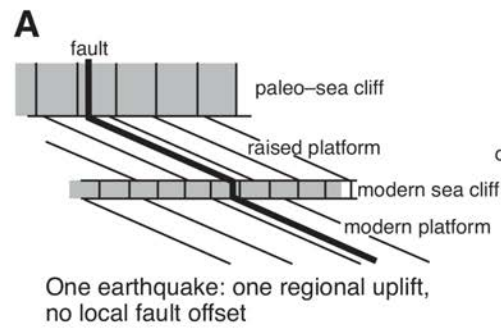 A
fault
paleo–sea cliff
raised platform
modern sea cliff
modern platform
One earthquake: one regional uplift,
no local fault offset